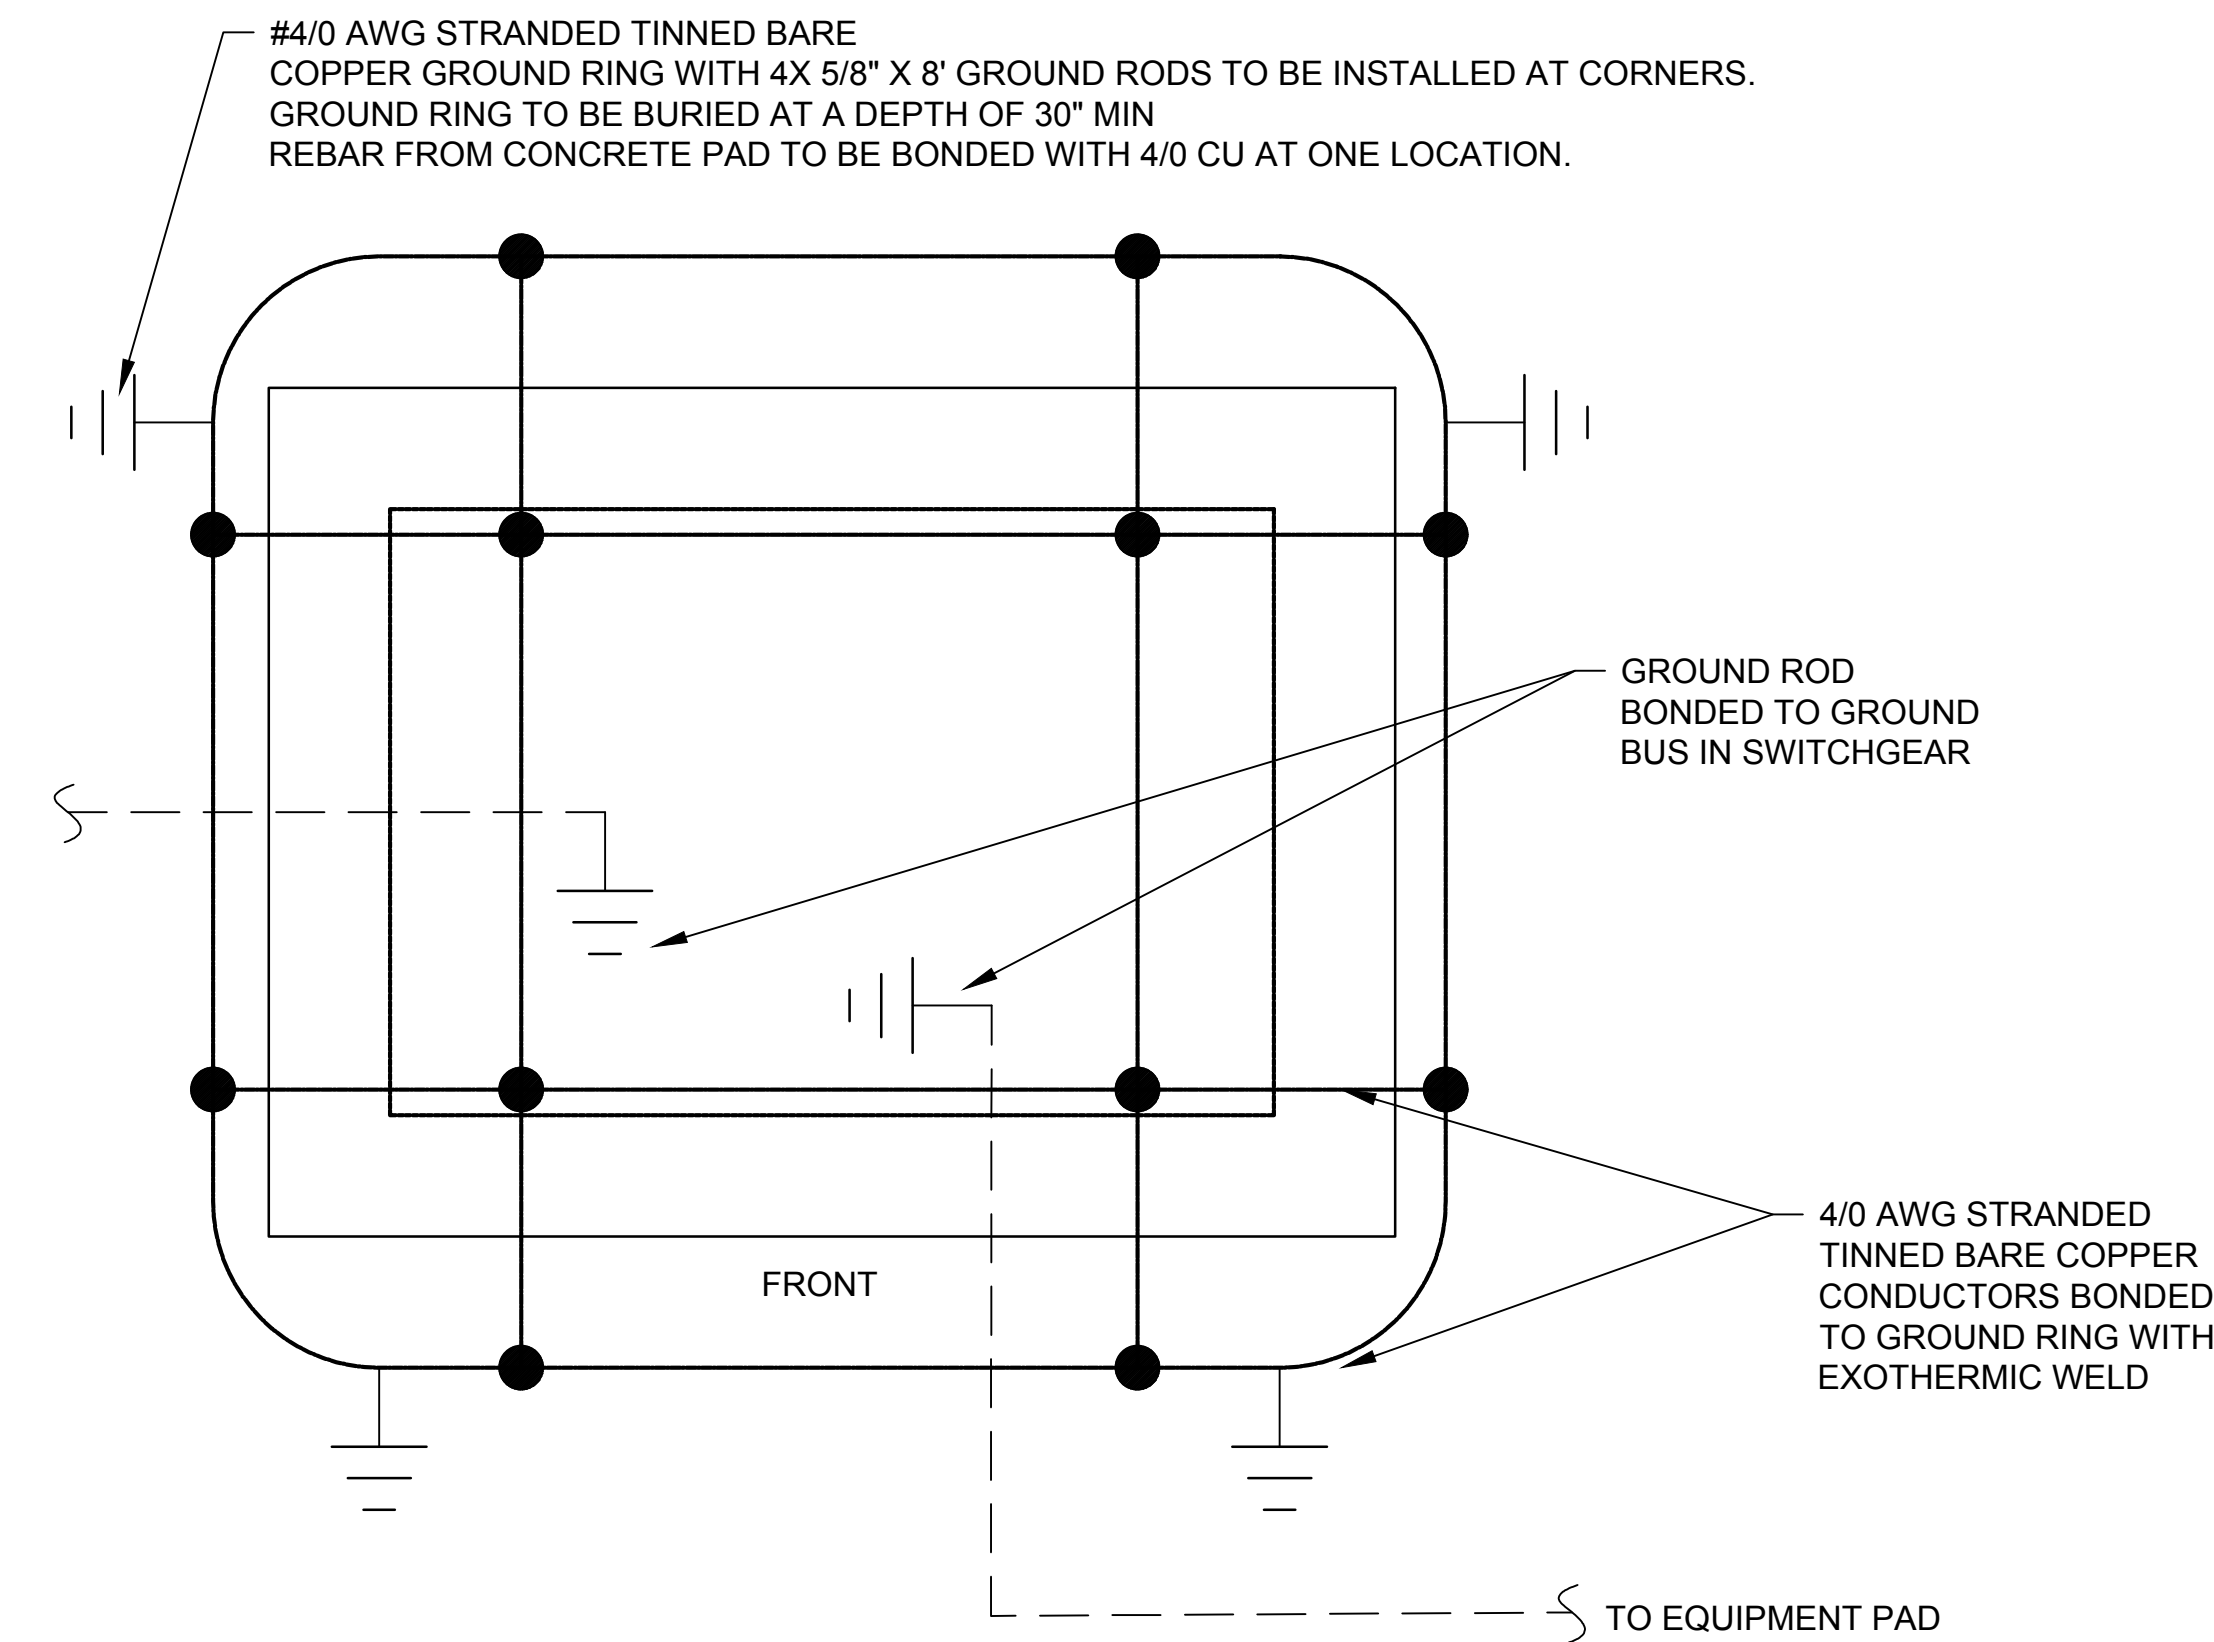 #4/0 AWG STRANDED TINNED BARE
COPPER GROUND RING WITH 4X 5/8" X 8' GROUND RODS TO BE INSTALLED AT CORNERS.
GROUND RING TO BE BURIED AT A DEPTH OF 30" MIN
REBAR FROM CONCRETE PAD TO BE BONDED WITH 4/0 CU AT ONE LOCATION.
GROUND ROD
BONDED TO GROUND
BUS IN SWITCHGEAR
4/0 AWG STRANDED
TINNED BARE COPPER
CONDUCTORS BONDED
TO GROUND RING WITH
EXOTHERMIC WELD
FRONT
TO EQUIPMENT PAD